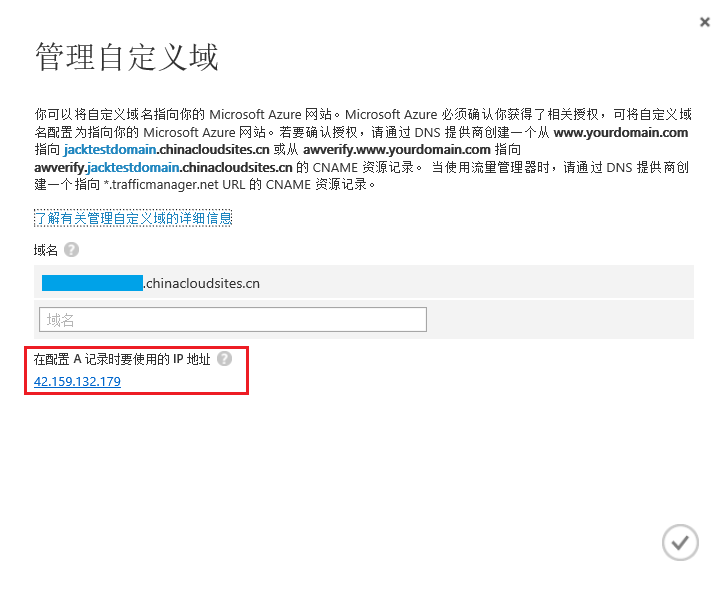 管理自定义域
你可以将自定义域名指向你的 Microsoft Azure 网站。Microsoft Azure 必须确认你获得了相关授权，可将自定义域
名配置为指向你的 Microsoft Azure 网站。若要确认授权，请通过 DNS 提供商创建一个从 www.yourdomain.com
指向 jacktestdomain.chinacloudsites.cn 或从 awverify.www.yourdomain.com 指向
awverify.jacktestdomain.chinacloudsites.cn 的 CNAME 资源记录。 当使用流量管理器时，请通过 DNS 提供商创
建一个指向 *.trafficmanager.net URL 的 CNAME 资源记录。
了解有关管理自定义域的详细信息
域名 ?
.chinacloudsites.cn
域名
在配置 A 记录时要使用的 IP 地址 ?
42.159.132.179